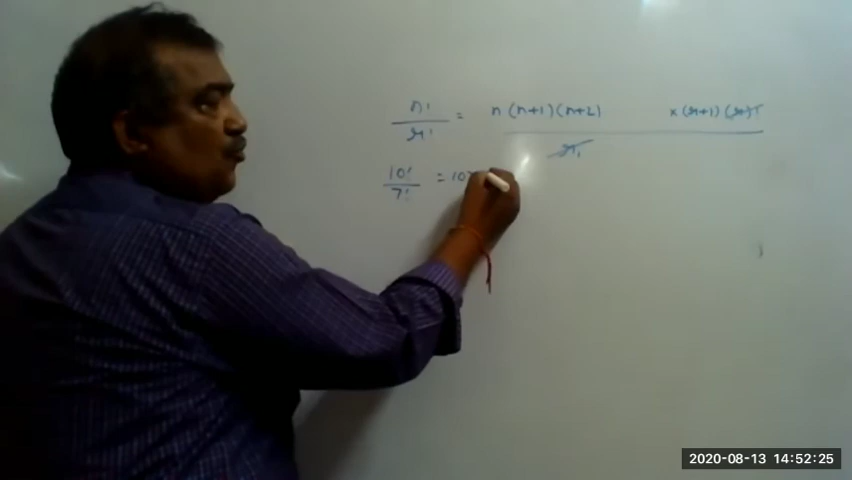 n! / r! = n (n+1) (n+2) x (r+1) (r)! / r!
10! / 7! = 10
2020-08-13 14:52:25